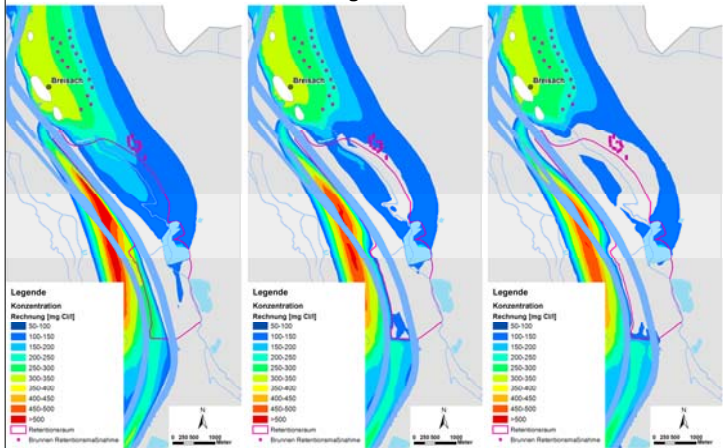 Breisach
Legende
Konzentration
Rechnung [mg Cl/l]
50-100
100-150
150-200
200-250
250-300
300-350
350-400
400-450
450-500
>500
Retentionsraum
Brunnen Retentionsmaßnahme
N
0 250 500 1000
Meter
Breisach
Legende
Konzentration
Rechnung [mg Cl/l]
50-100
100-150
150-200
200-250
250-300
300-350
350-400
400-450
450-500
>500
Retentionsraum
Brunnen Retentionsmaßnahme
N
0 250 500 1000
Meter
Breisach
Legende
Konzentration
Rechnung [mg Cl/l]
50-100
100-150
150-200
200-250
250-300
300-350
350-400
400-450
450-500
>500
Retentionsraum
Brunnen Retentionsmaßnahme
N
0 250 500 1000
Meter